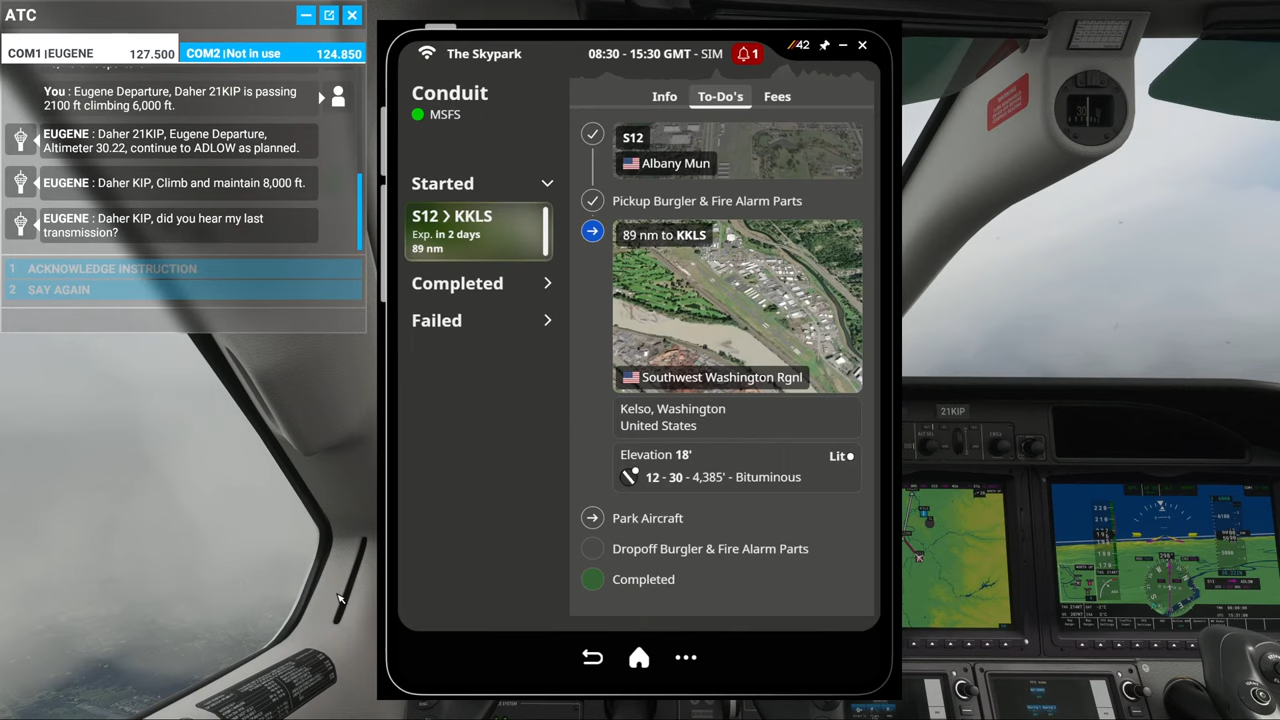 ATC
COM1 |EUGENE 127.500 COM2 |Not in use 124.850
You : Eugene Departure, Daher 21KIP is passing
2100 ft climbing 6,000 ft.
EUGENE : Daher 21KIP, Eugene Departure,
Altimeter 30.22, continue to ADLOW as planned.
EUGENE : Daher KIP, Climb and maintain 8,000 ft.
EUGENE : Daher KIP, did you hear my last
transmission?
1 ACKNOWLEDGE INSTRUCTION
2 SAY AGAIN
The Skypark 08:30 - 15:30 GMT - SIM 1 //42
Conduit
MSFS
Started
S12 > KKLS
Exp. in 2 days
89 nm
Completed
Failed
Info To-Do's Fees
S12
Albany Mun
Pickup Burgler & Fire Alarm Parts
89 nm to KKLS
Southwest Washington Rgnl
Kelso, Washington
United States
Elevation 18' Lit
12 - 30 - 4,385' - Bituminous
Park Aircraft
Dropoff Burgler & Fire Alarm Parts
Completed
30
21KIP